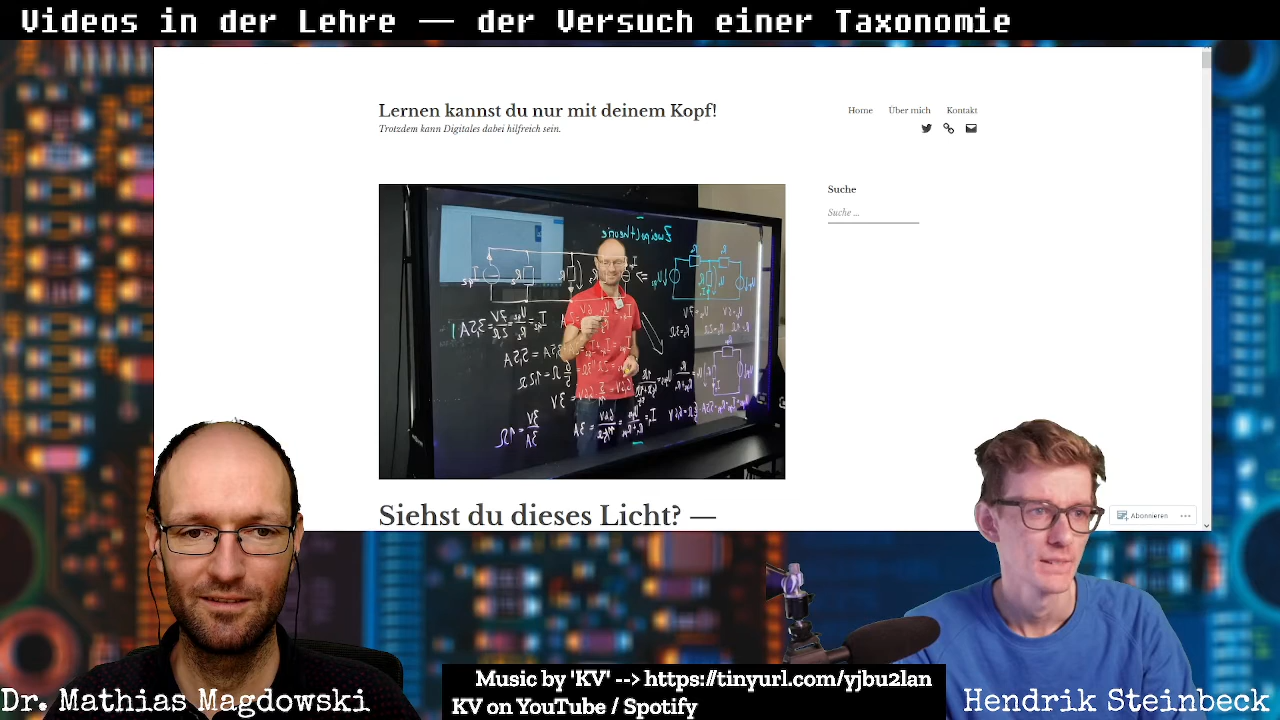 Videos in der Lehre — der Versuch einer Taxonomie
Lernen kannst du nur mit deinem Kopf!
Trotzdem kann Digitales dabei hilfreich sein.
Home Über mich Kontakt
Suche
Suche ...
Zweipoltheorie
Siehst du dieses Licht? —
Abonnieren
Dr. Mathias Magdowski
Music by 'KV' --> https://tinyurl.com/yjbu2lan
KV on YouTube / Spotify
Hendrik Steinbeck